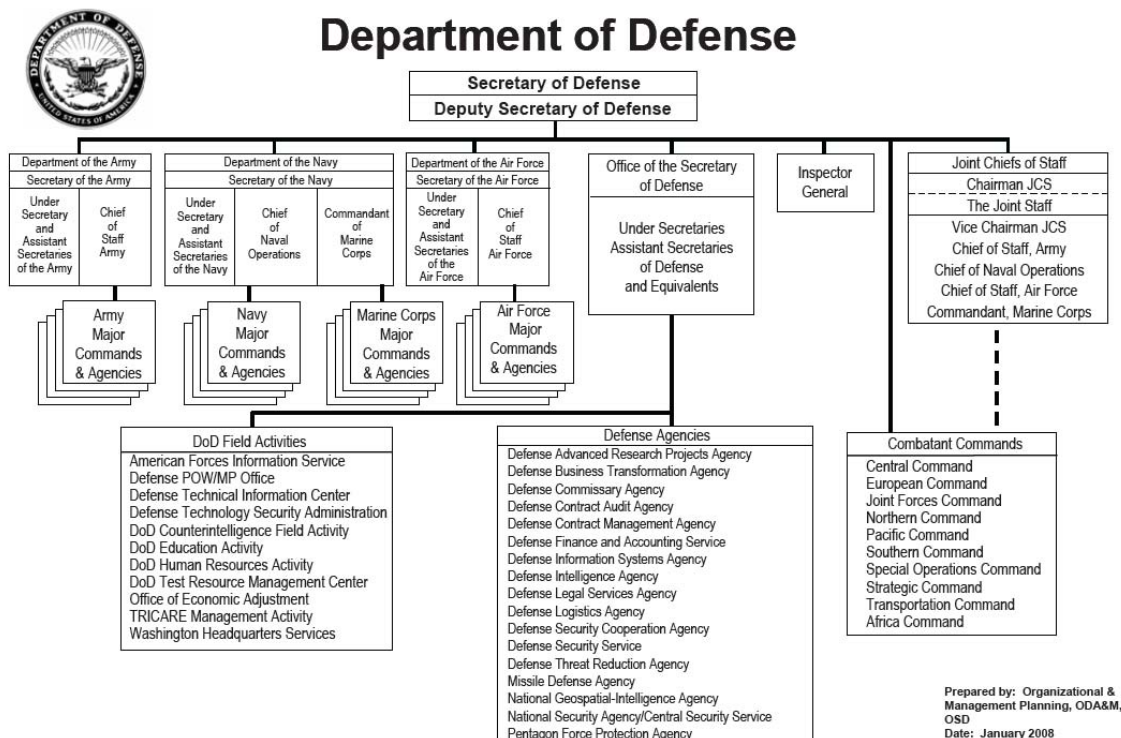 DEPARTMENT OF DEFENSE
UNITED STATES OF AMERICA
Department of Defense
Secretary of Defense
Deputy Secretary of Defense
Department of the Army
Secretary of the Army
Under
Secretary
and
Assistant
Secretaries
of the Army
Chief
of
Staff
Army
Army
Major
Commands
& Agencies
Department of the Navy
Secretary of the Navy
Under
Secretary
and
Assistant
Secretaries
of the Navy
Chief
of
Naval
Operations
Commandant
of
Marine
Corps
Navy
Major
Commands
& Agencies
Marine Corps
Major
Commands
& Agencies
Department of the Air Force
Secretary of the Air Force
Under
Secretary
and
Assistant
Secretaries
of the
Air Force
Chief
of
Staff
Air Force
Air Force
Major
Commands
& Agencies
Office of the Secretary
of Defense
Under Secretaries
Assistant Secretaries
of Defense
and Equivalents
Inspector
General
Joint Chiefs of Staff
Chairman JCS
The Joint Staff
Vice Chairman JCS
Chief of Staff, Army
Chief of Naval Operations
Chief of Staff, Air Force
Commandant, Marine Corps
DoD Field Activities
American Forces Information Service
Defense POW/MP Office
Defense Technical Information Center
Defense Technology Security Administration
DoD Counterintelligence Field Activity
DoD Education Activity
DoD Human Resources Activity
DoD Test Resource Management Center
Office of Economic Adjustment
TRICARE Management Activity
Washington Headquarters Services
Defense Agencies
Defense Advanced Research Projects Agency
Defense Business Transformation Agency
Defense Commissary Agency
Defense Contract Audit Agency
Defense Contract Management Agency
Defense Finance and Accounting Service
Defense Information Systems Agency
Defense Intelligence Agency
Defense Legal Services Agency
Defense Logistics Agency
Defense Security Cooperation Agency
Defense Security Service
Defense Threat Reduction Agency
Missile Defense Agency
National Geospatial-Intelligence Agency
National Security Agency/Central Security Service
Pentagon Force Protection Agency
Combatant Commands
Central Command
European Command
Joint Forces Command
Northern Command
Pacific Command
Southern Command
Special Operations Command
Strategic Command
Transportation Command
Africa Command
Prepared by: Organizational &
Management Planning, ODA&M,
OSD
Date: January 2008